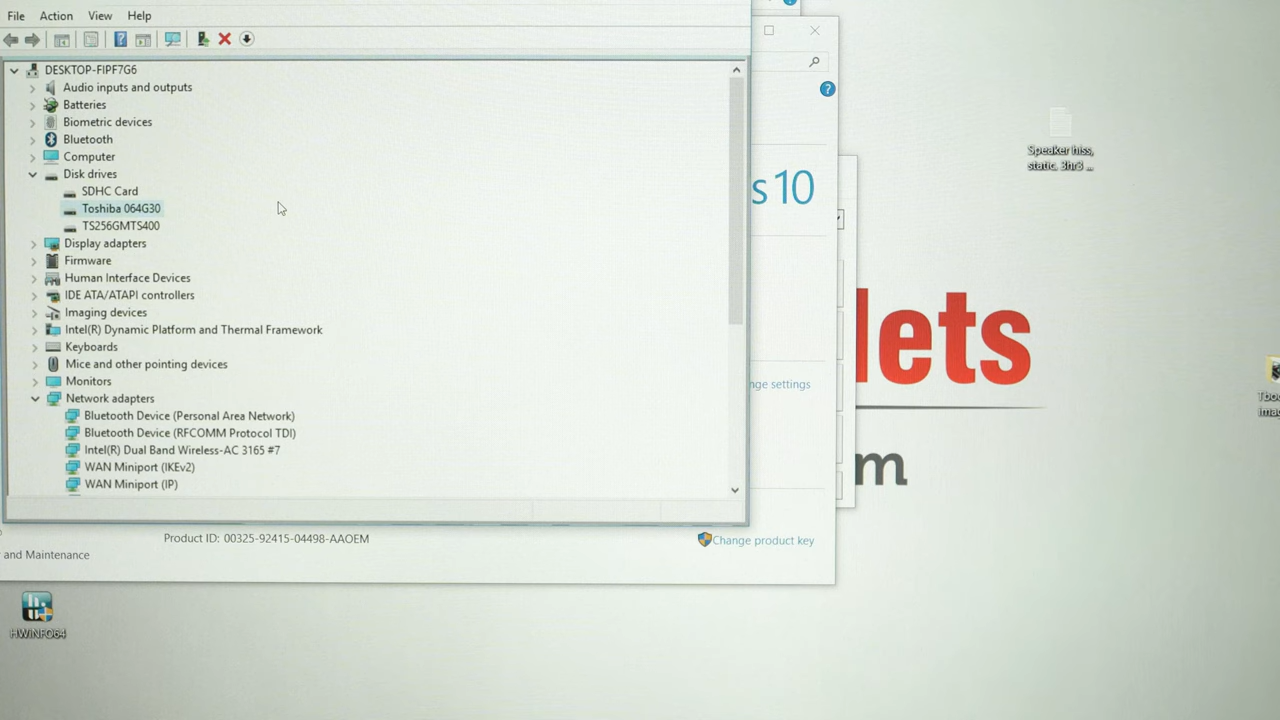 File Action View Help
DESKTOP-FIPF7G6
Audio inputs and outputs
Batteries
Biometric devices
Bluetooth
Computer
Disk drives
SDHC Card
Toshiba 064G30
TS256GMTS400
Display adapters
Firmware
Human Interface Devices
IDE ATA/ATAPI controllers
Imaging devices
Intel(R) Dynamic Platform and Thermal Framework
Keyboards
Mice and other pointing devices
Monitors
Network adapters
Bluetooth Device (Personal Area Network)
Bluetooth Device (RFCOMM Protocol TDI)
Intel(R) Dual Band Wireless-AC 3165 #7
WAN Miniport (IKEv2)
WAN Miniport (IP)
s 10
nge settings
Product ID: 00325-92415-04498-AAOEM
Change product key
and Maintenance
HWiNFO64
Speaker hiss,
static. 3hr3 ...
lets
m
Tboo
imag